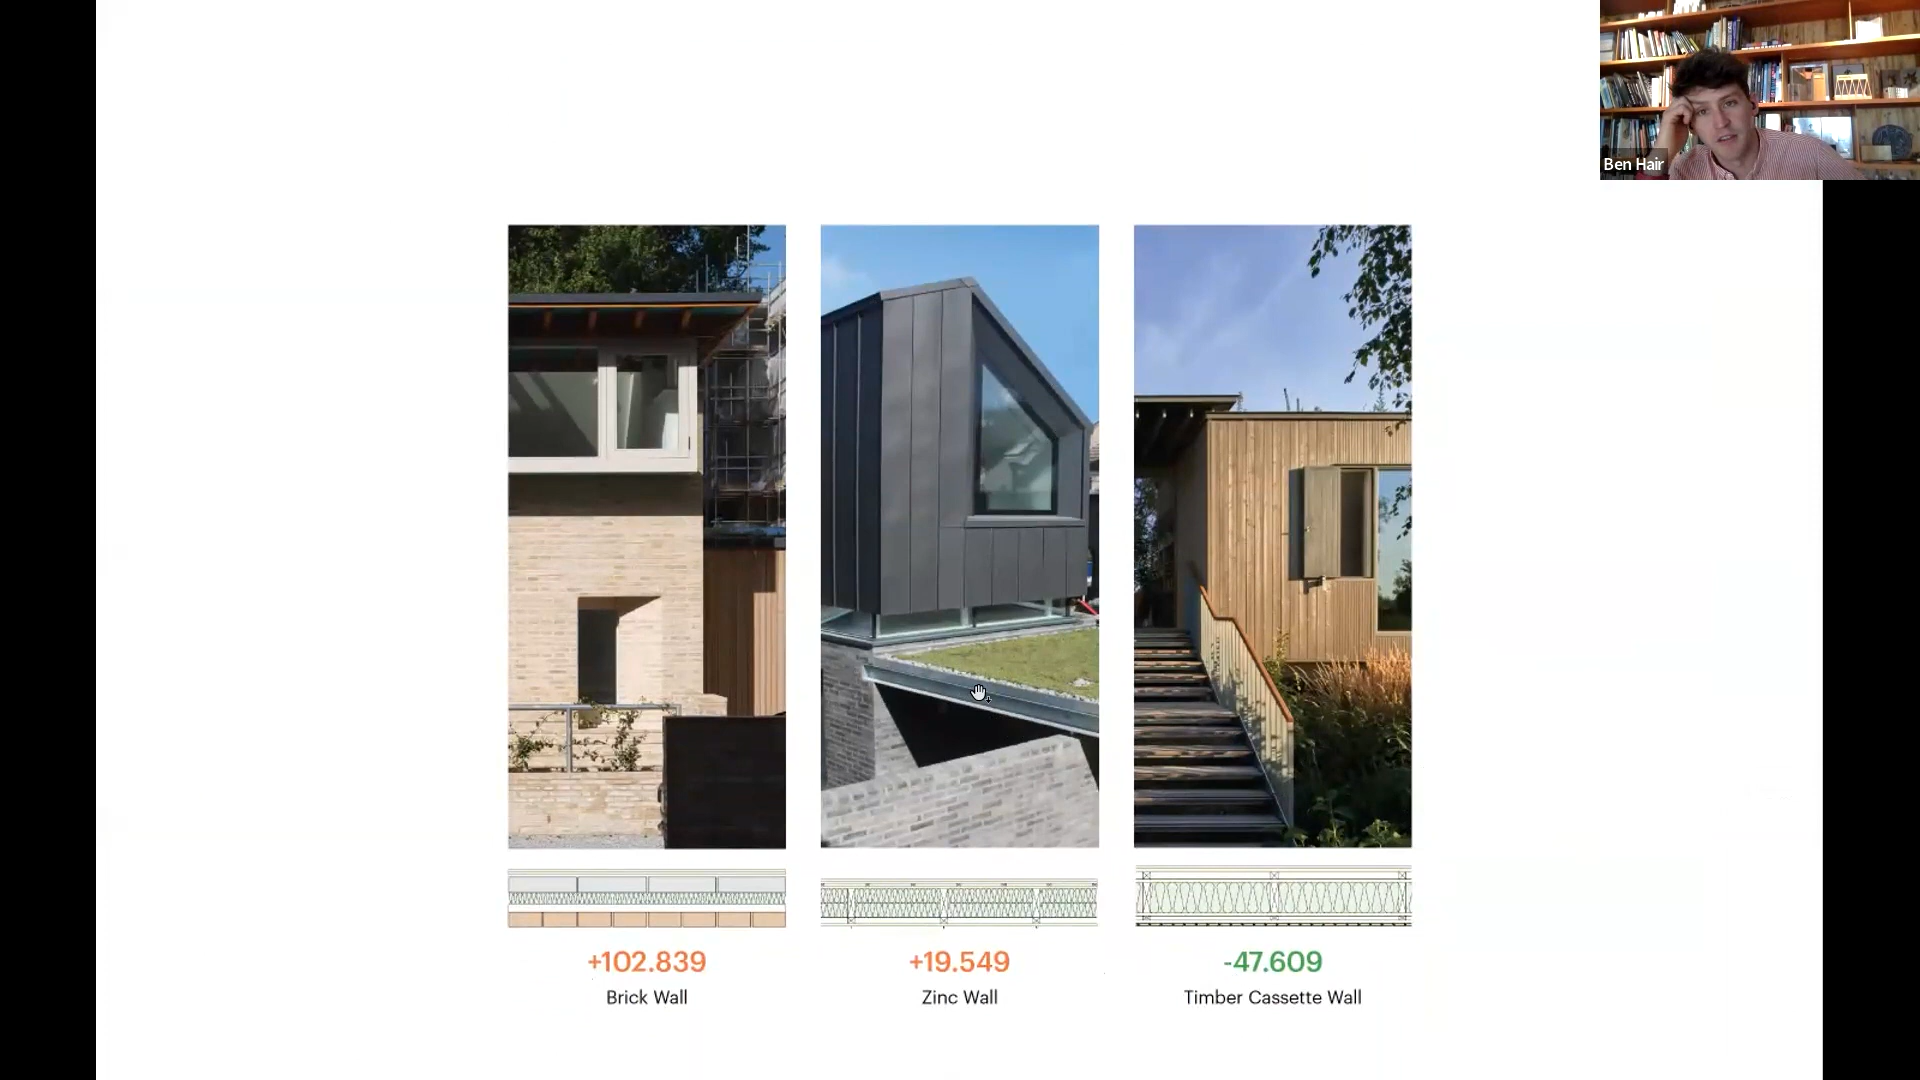 Ben Hair
+102.839
+19.549
-47.609
Brick Wall
Zinc Wall
Timber Cassette Wall